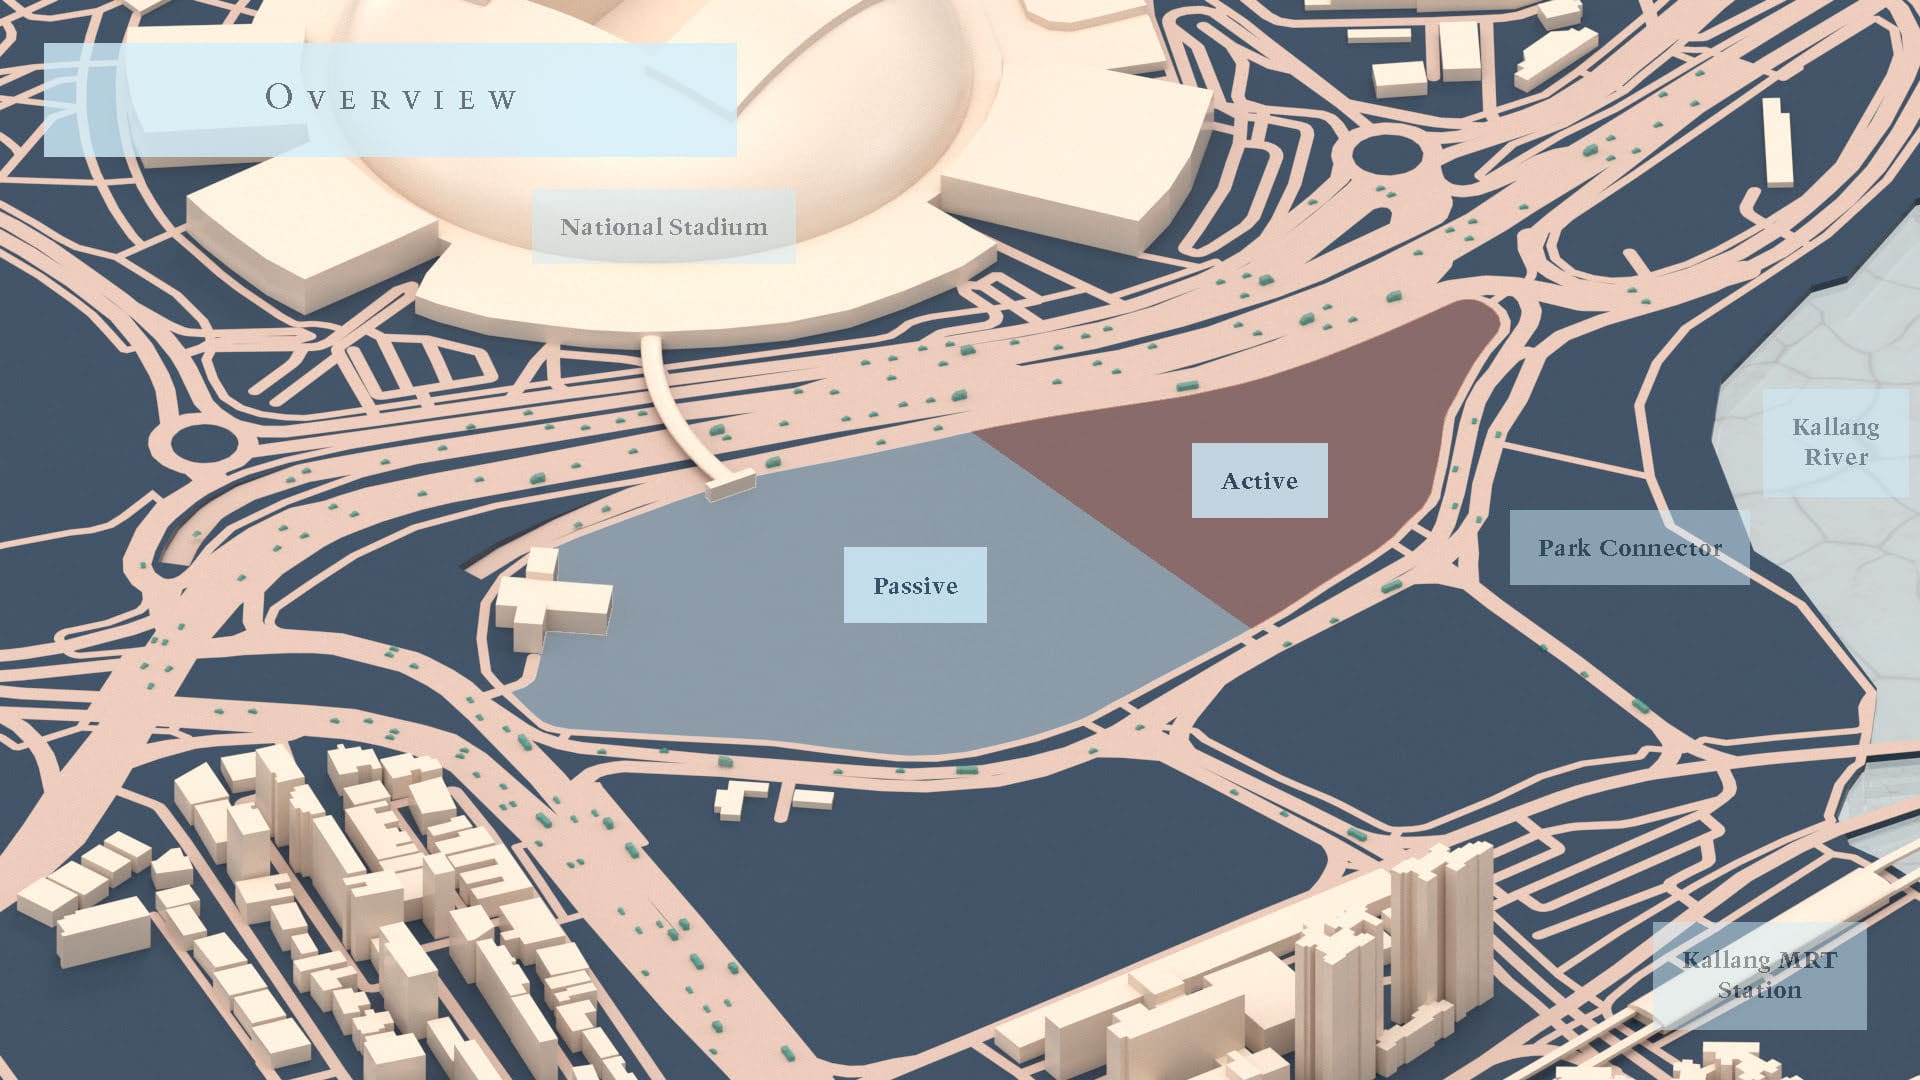 OVERVIEW
National Stadium
Kallang
River
Active
Park Connector
Passive
Kallang MRT
Station